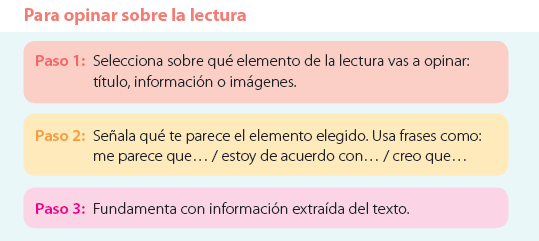 Para opinar sobre la lectura
Paso 1: Selecciona sobre qué elemento de la lectura vas a opinar:
título, información o imágenes.
Paso 2: Señala qué te parece el elemento elegido. Usa frases como:
me parece que… / estoy de acuerdo con… / creo que…
Paso 3: Fundamenta con información extraída del texto.